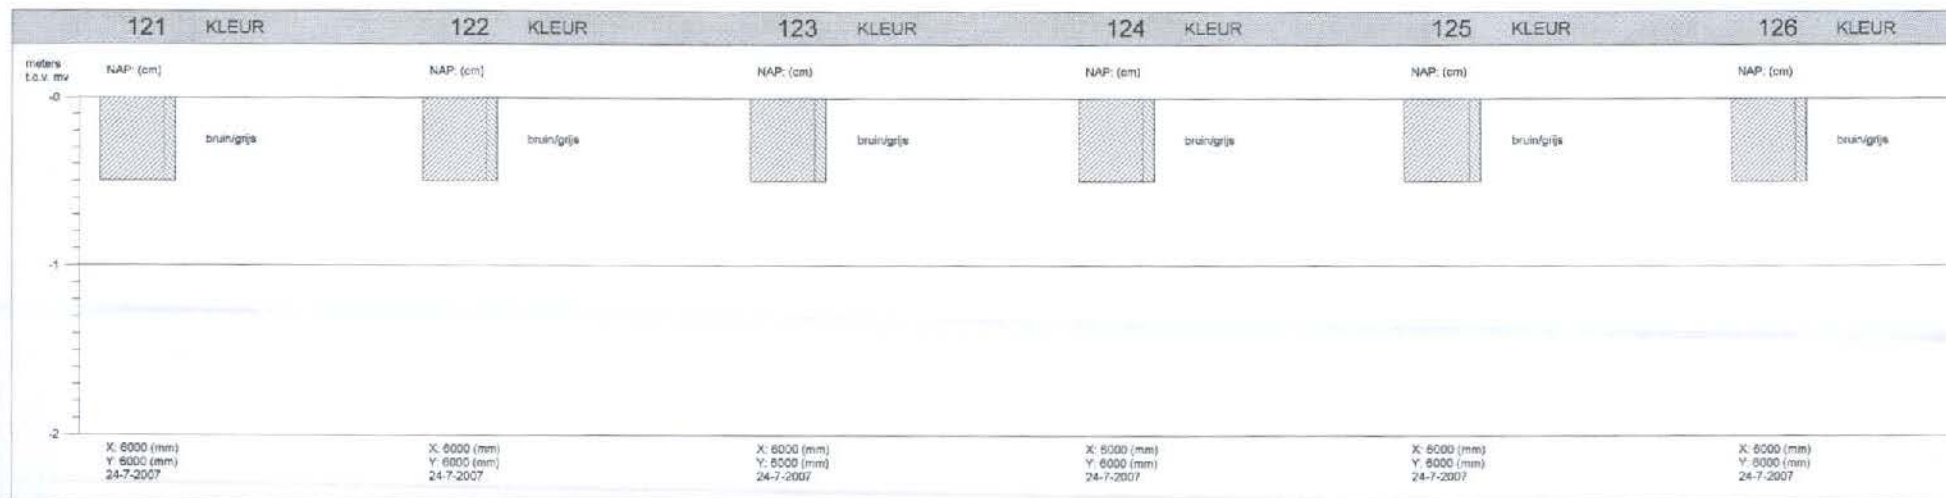 121 KLEUR 122 KLEUR 123 KLEUR 124 KLEUR 125 KLEUR 126 KLEUR
meters
t.o.v. mv
NAP: (cm) NAP: (cm) NAP: (cm) NAP: (cm) NAP: (cm) NAP: (cm)
-0
bruin/grijs bruin/grijs bruin/grijs bruin/grijs bruin/grijs bruin/grijs
-1
-2
X: 6000 (mm) X: 6000 (mm) X: 6000 (mm) X: 6000 (mm) X: 6000 (mm) X: 6000 (mm)
Y: 6000 (mm) Y: 6000 (mm) Y: 6000 (mm) Y: 6000 (mm) Y: 6000 (mm) Y: 6000 (mm)
24-7-2007 24-7-2007 24-7-2007 24-7-2007 24-7-2007 24-7-2007